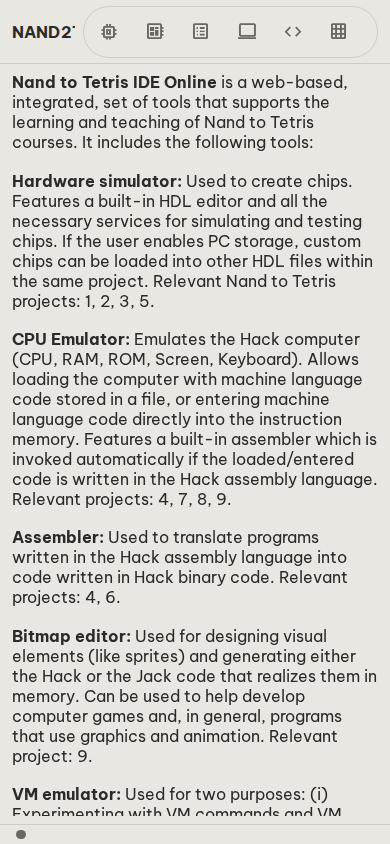 NAND2T
Nand to Tetris IDE Online is a web-based,
integrated, set of tools that supports the
learning and teaching of Nand to Tetris
courses. It includes the following tools:
Hardware simulator: Used to create chips.
Features a built-in HDL editor and all the
necessary services for simulating and testing
chips. If the user enables PC storage, custom
chips can be loaded into other HDL files within
the same project. Relevant Nand to Tetris
projects: 1, 2, 3, 5.
CPU Emulator: Emulates the Hack computer
(CPU, RAM, ROM, Screen, Keyboard). Allows
loading the computer with machine language
code stored in a file, or entering machine
language code directly into the instruction
memory. Features a built-in assembler which is
invoked automatically if the loaded/entered
code is written in the Hack assembly language.
Relevant projects: 4, 7, 8, 9.
Assembler: Used to translate programs
written in the Hack assembly language into
code written in Hack binary code. Relevant
projects: 4, 6.
Bitmap editor: Used for designing visual
elements (like sprites) and generating either
the Hack or the Jack code that realizes them in
memory. Can be used to help develop
computer games and, in general, programs
that use graphics and animation. Relevant
project: 9.
VM emulator: Used for two purposes: (i)
Experimenting with VM commands and VM